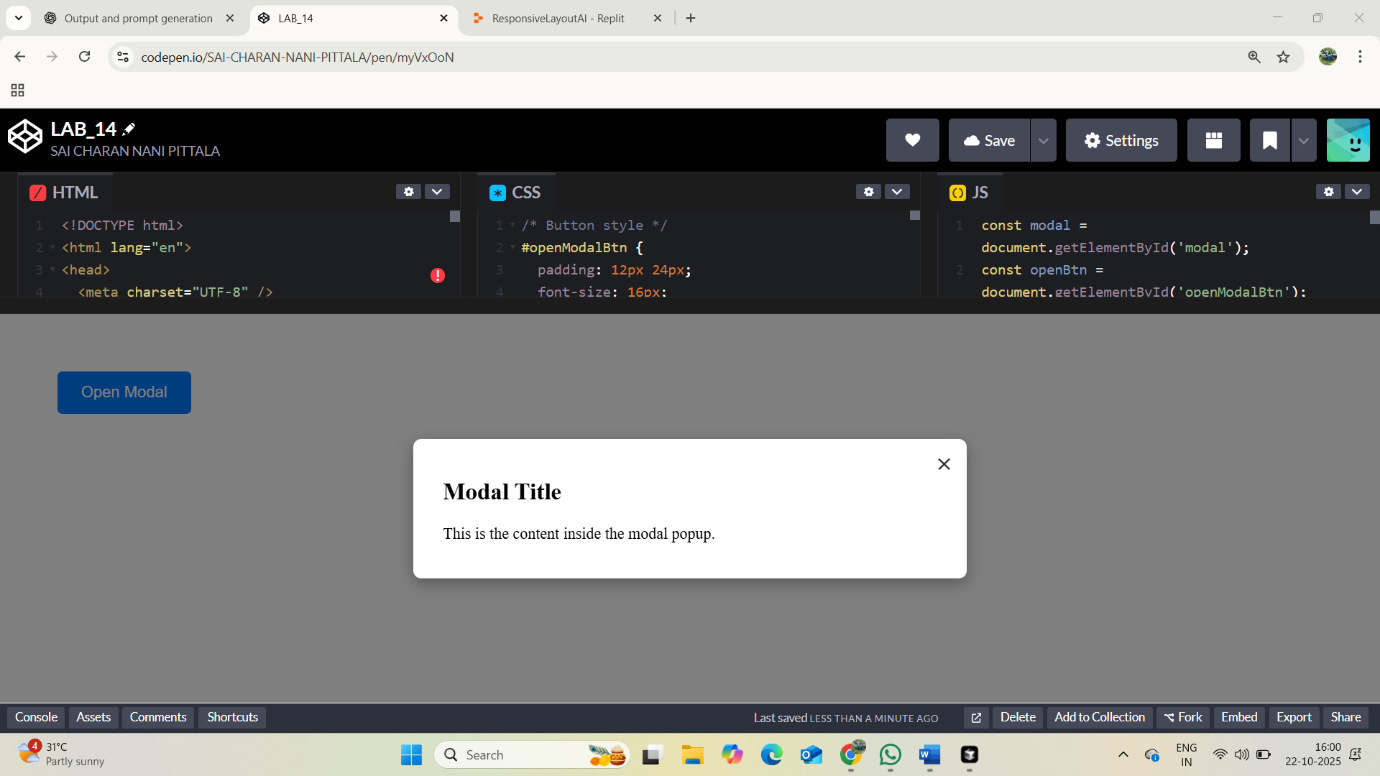 Output and prompt generation
LAB_14
ResponsiveLayoutAI - Replit
codepen.io/SAI-CHARAN-NANI-PITTALA/pen/myVxOoN
LAB_14
SAI CHARAN NANI PITTALA
Save
Settings
HTML
1 <!DOCTYPE html>
2 <html lang="en">
3 <head>
4 <meta charset="UTF-8" />
CSS
1 /* Button style */
2 #openModalBtn {
3 padding: 12px 24px;
4 font-size: 16px;
JS
1 const modal =
document.getElementById('modal');
2 const openBtn =
document.getElementById('openModalBtn');
Open Modal
Modal Title
This is the content inside the modal popup.
Console
Assets
Comments
Shortcuts
Last saved LESS THAN A MINUTE AGO
Delete
Add to Collection
Fork
Embed
Export
Share
4
31°C
Partly sunny
Search
ENG
IN
16:00
22-10-2025